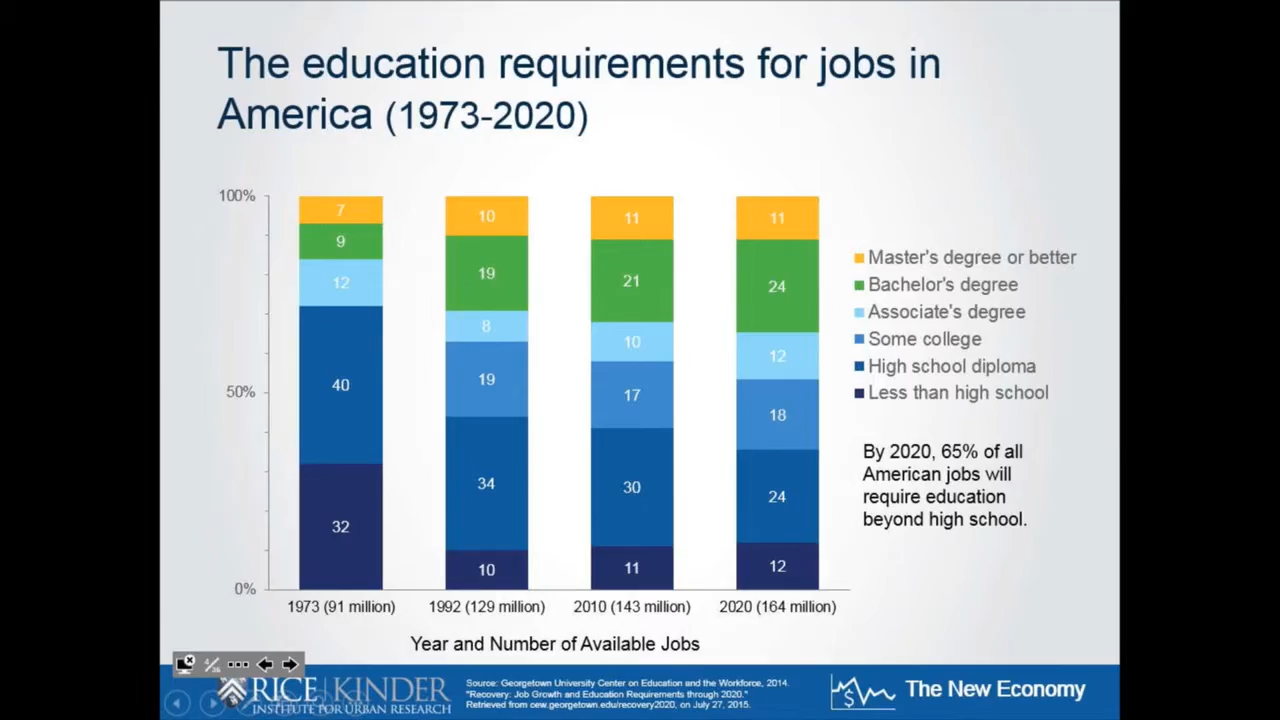 The education requirements for jobs in
America (1973-2020)
100%
50%
0%
7
9
12
40
32
10
19
8
19
34
10
11
21
10
17
30
11
11
24
12
18
24
12
1973 (91 million)
1992 (129 million)
2010 (143 million)
2020 (164 million)
Year and Number of Available Jobs
Master's degree or better
Bachelor's degree
Associate's degree
Some college
High school diploma
Less than high school
By 2020, 65% of all
American jobs will
require education
beyond high school.
4/36
RICE | KINDER
INSTITUTE FOR URBAN RESEARCH
Source: Georgetown University Center on Education and the Workforce, 2014.
"Recovery: Job Growth and Education Requirements through 2020."
Retrieved from cew.georgetown.edu/recovery2020, on July 27, 2015.
$
The New Economy